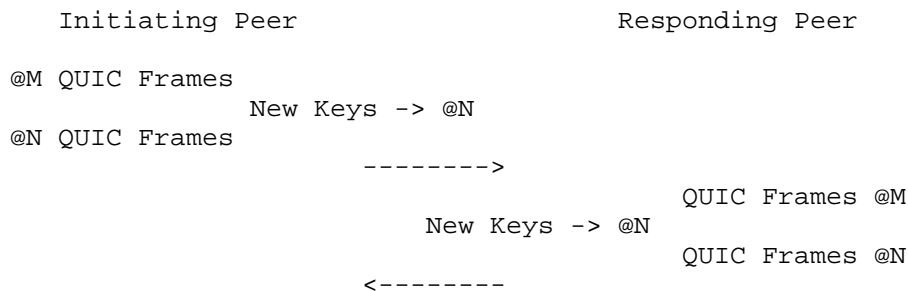 Initiating Peer Responding Peer
@M QUIC Frames
New Keys -> @N
@N QUIC Frames
-------->
QUIC Frames @M
New Keys -> @N
QUIC Frames @N
<--------